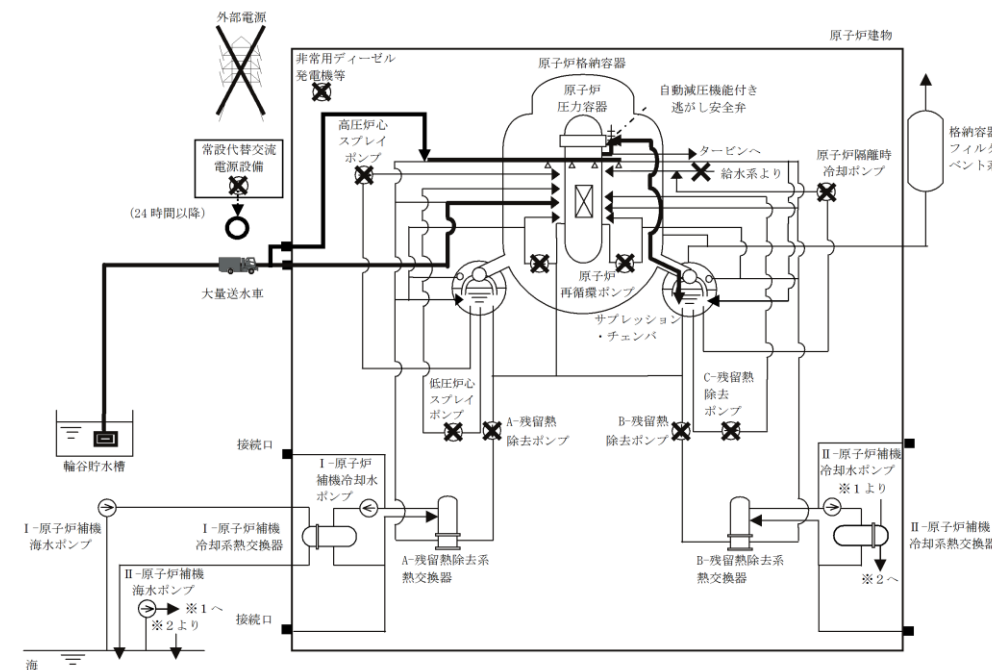 外部電源
原子炉建物
非常用ディーゼル
発電機等
原子炉格納容器
原子炉
圧力容器
自動減圧機能付き
逃がし安全弁
高圧炉心
スプレイ
ポンプ
タービンへ
給水系より
原子炉隔離時
冷却ポンプ
格納容器
フィルタ
ベント系
常設代替交流
電源設備
(24時間以降)
大量送水車
原子炉
再循環ポンプ
サプレッション
・チェンバ
低圧炉心
スプレイ
ポンプ
A-残留熱
除去ポンプ
B-残留熱
除去ポンプ
C-残留熱
除去
ポンプ
輪谷貯水槽
接続口
Ⅰ-原子炉
補機冷却水
ポンプ
Ⅱ-原子炉補機
冷却水ポンプ
※1より
Ⅰ-原子炉補機
海水ポンプ
Ⅰ-原子炉補機
冷却系熱交換器
A-残留熱除去系
熱交換器
B-残留熱除去系
熱交換器
Ⅱ-原子炉補機
冷却系熱交換器
※2へ
Ⅱ-原子炉補機
海水ポンプ
※1へ
※2より
接続口
海